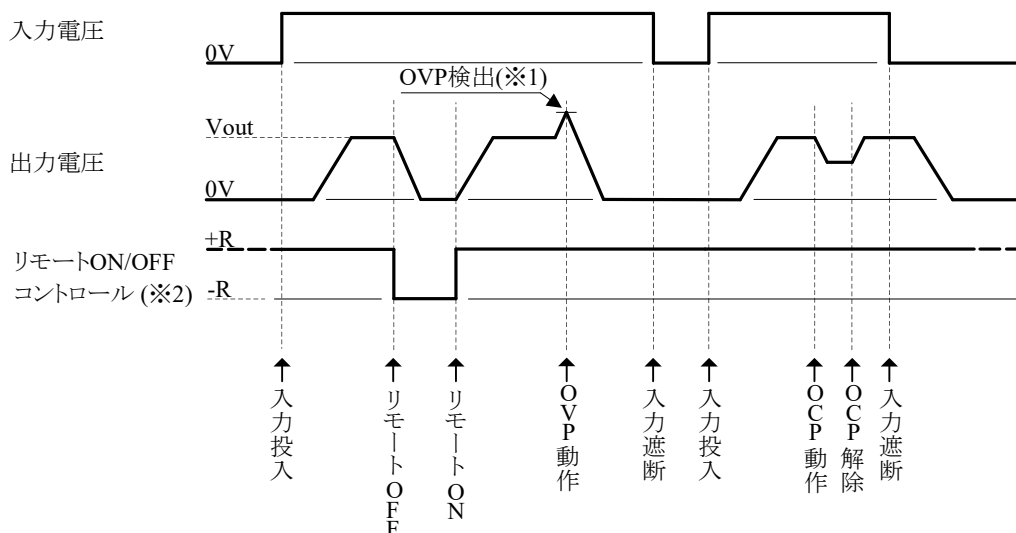 入力電圧
0V
OVP検出(※1)
Vout
出力電圧
0V
+R
リモートON/OFF
コントロール (※2)
-R
入力投入
リモートOFF
リモートON
OVP動作
入力遮断
入力投入
OCP動作
OCP解除
入力遮断